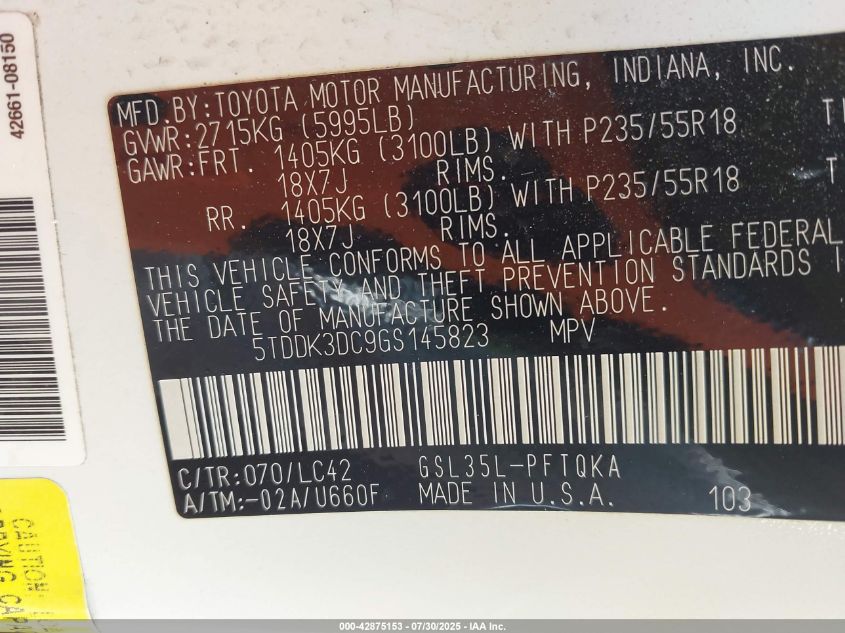 42661-08150
MFD.BY:TOYOTA MOTOR MANUFACTURING, INDIANA, INC.
GVWR:2715KG (5995LB)
GAWR:FRT. 1405KG (3100LB) WITH P235/55R18
18X7J RIMS.
RR. 1405KG (3100LB) WITH P235/55R18
18X7J RIMS.
THIS VEHICLE CONFORMS TO ALL APPLICABLE FEDERAL
VEHICLE SAFETY AND THEFT PREVENTION STANDARDS
THE DATE OF MANUFACTURE SHOWN ABOVE.
5TDDK3DC9GS145823 MPV
C/TR:070/LC42 GSL35L-PFTQKA
A/TM:-02A/U660F MADE IN U.S.A. 103
CAUTION
000-42875153 - 07/30/2025 - IAA Inc.